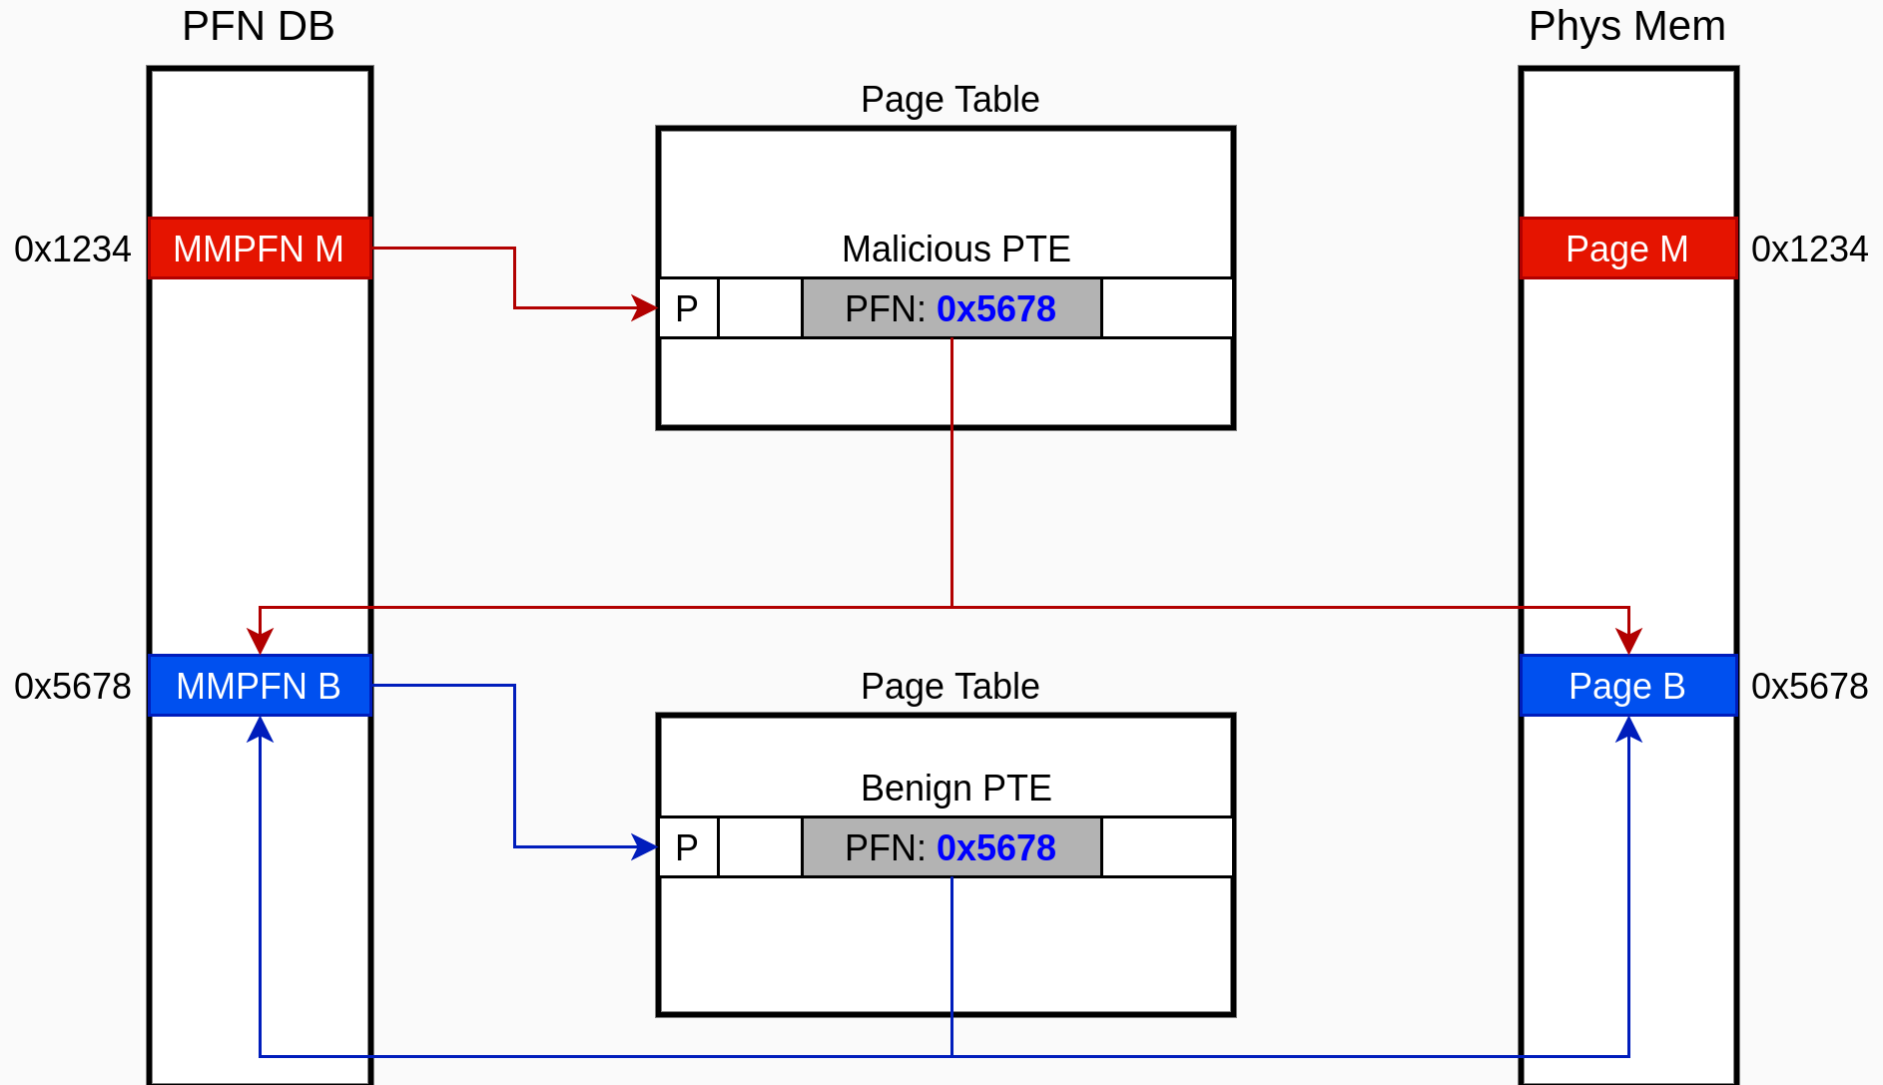 PFN DB
Phys Mem
Page Table
Malicious PTE
0x1234
MMPFN M
Page M
0x1234
P
PFN: 0x5678
0x5678
MMPFN B
Page Table
Page B
0x5678
Benign PTE
P
PFN: 0x5678